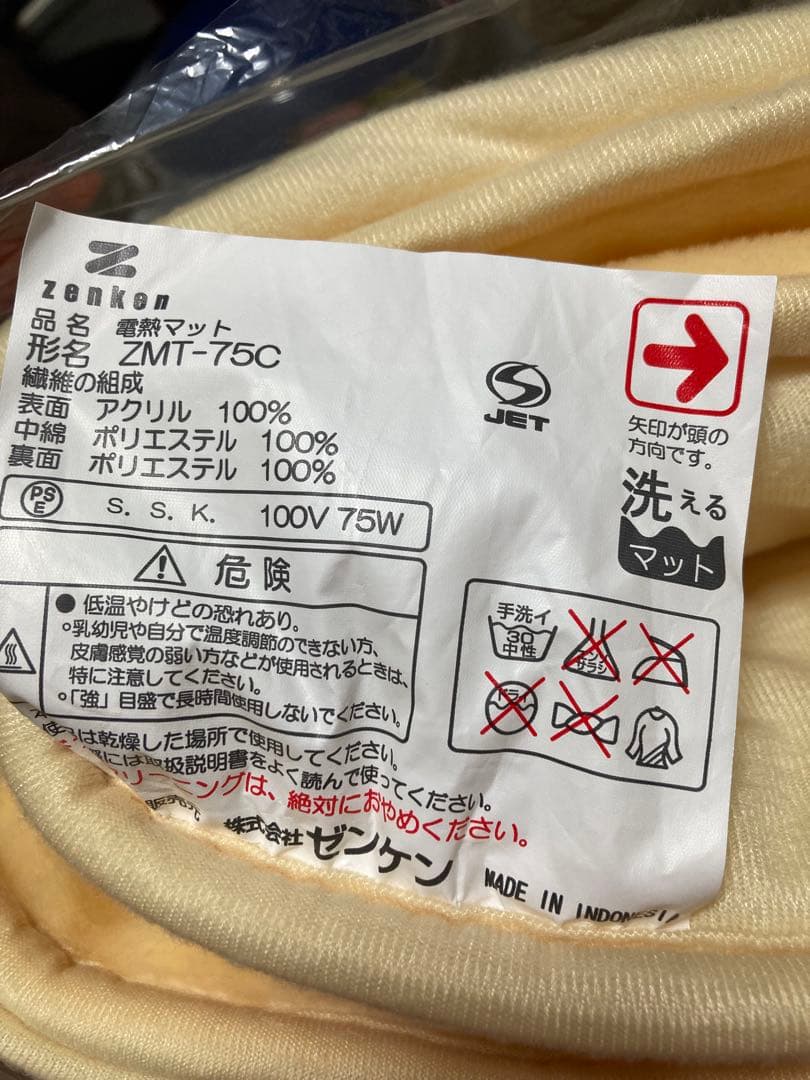 zenken
品名 電熱マット
形名 ZMT-75C
繊維の組成
表面 アクリル 100%
中綿 ポリエステル 100%
裏面 ポリエステル 100%
PSE S.S.K. 100V 75W
JET
矢印が頭の
方向です。
洗える
マット
危険
●低温やけどの恐れあり。
○乳幼児や自分で温度調節のできない方、
皮膚感覚の弱い方などが使用されるときは、
特に注意してください。
○「強」目盛で長時間使用しないでください。
手洗イ
30
中性
エンソ
サラシ
ドライ
は乾燥した場所で使用してください。
には取扱説明書をよく読んで使ってください。
リーニングは、絶対におやめください。
販売元 株式会社ゼンケン
MADE IN INDONESIA